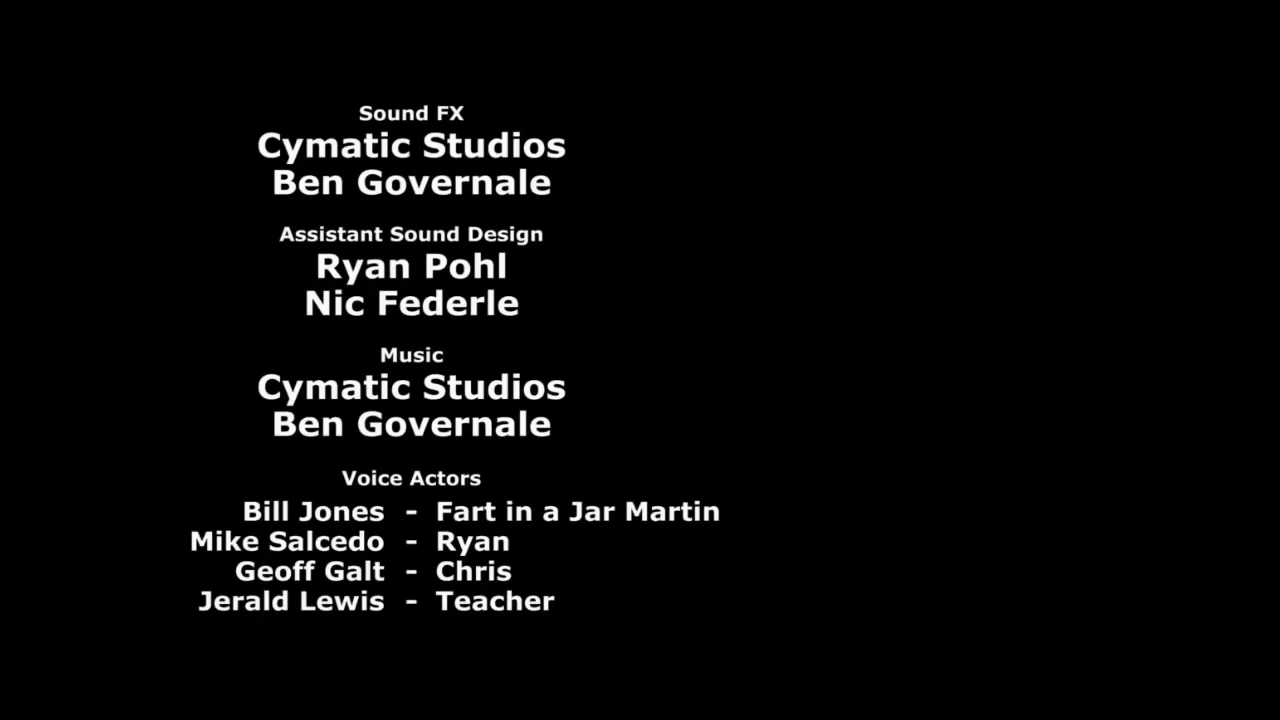 Sound FX
Cymatic Studios
Ben Governale
Assistant Sound Design
Ryan Pohl
Nic Federle
Music
Cymatic Studios
Ben Governale
Voice Actors
Bill Jones - Fart in a Jar Martin
Mike Salcedo - Ryan
Geoff Galt - Chris
Jerald Lewis - Teacher